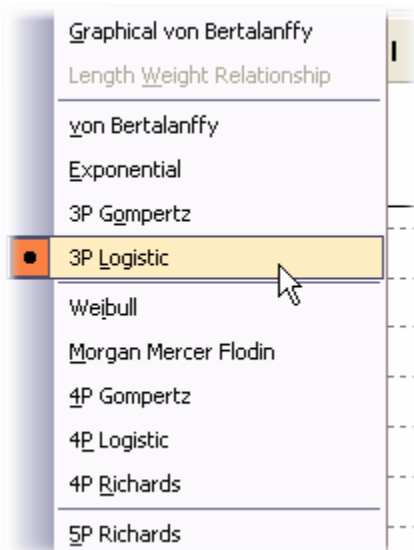 Graphical von Bertalanffy
Length Weight Relationship
von Bertalanffy
Exponential
3P Gompertz
3P Logistic
Weibull
Morgan Mercer Flodin
4P Gompertz
4P Logistic
4P Richards
5P Richards